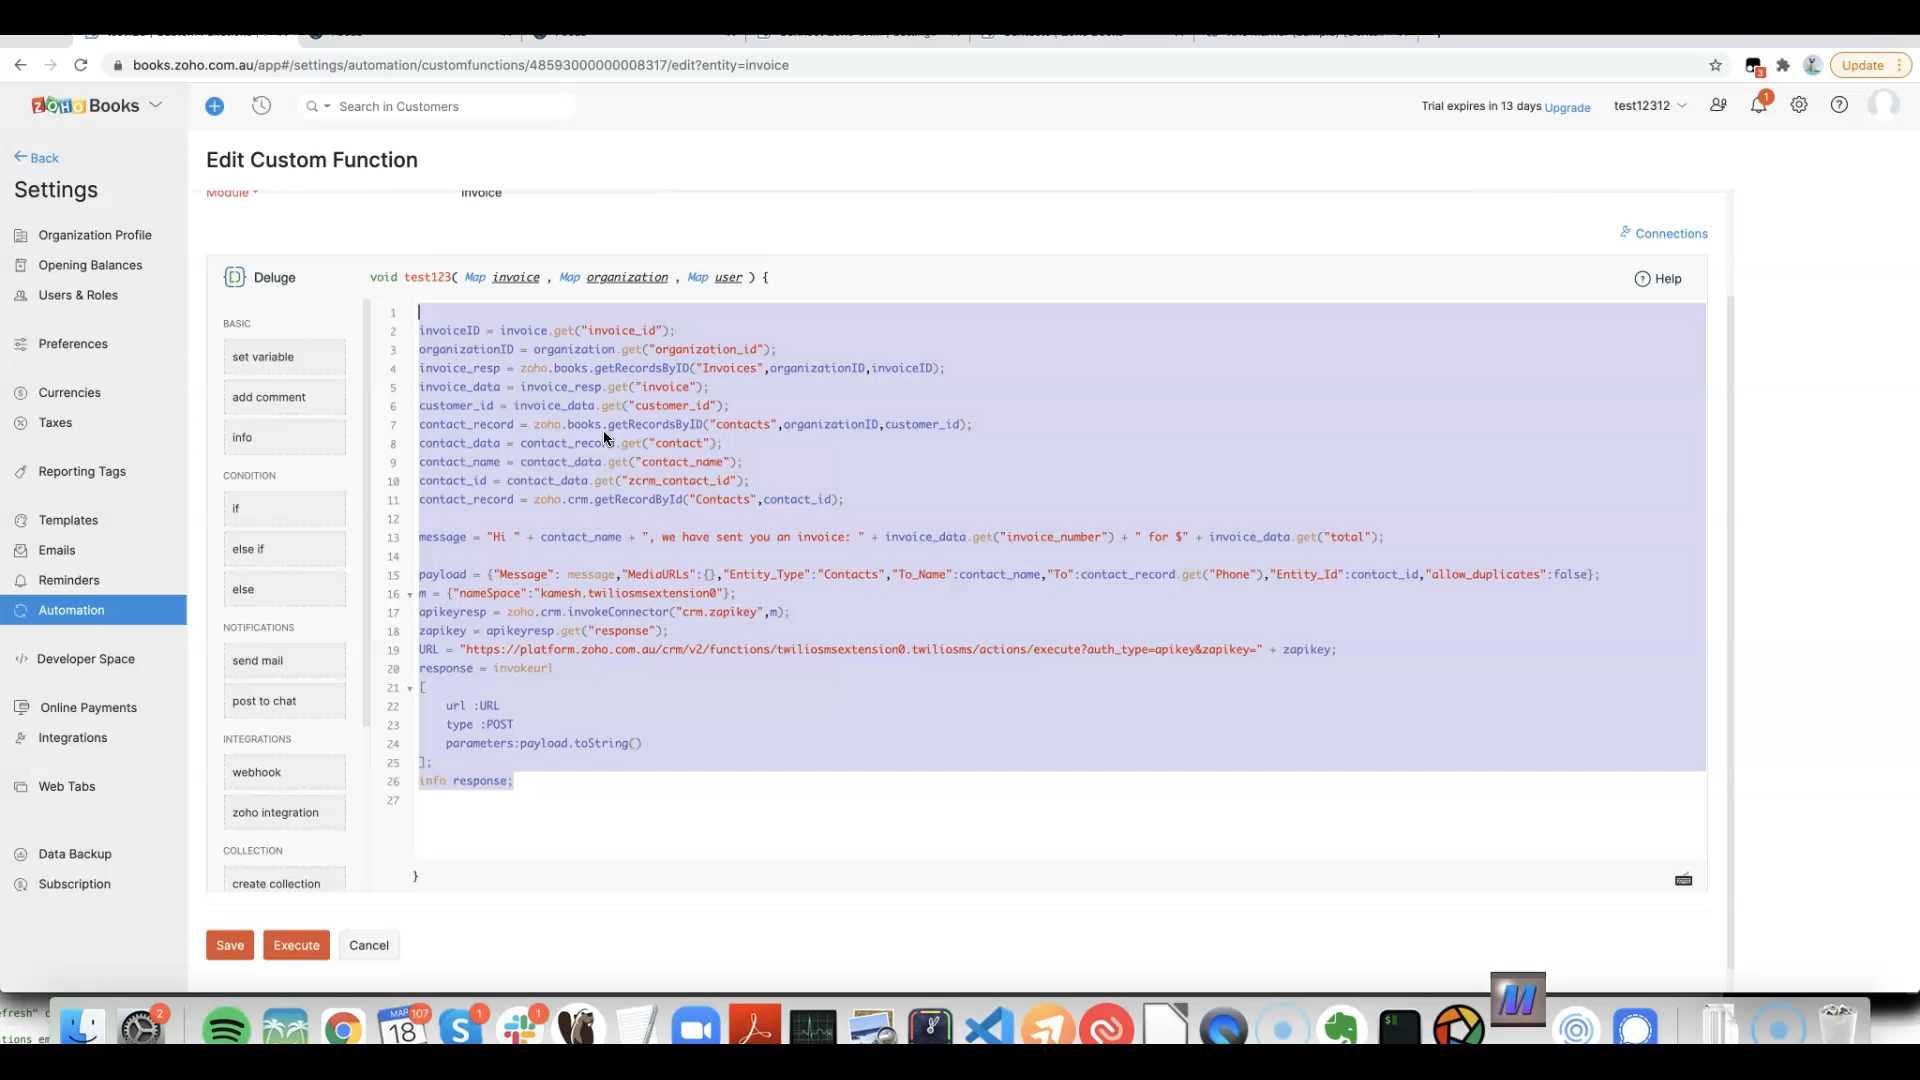 books.zoho.com.au/app#/settings/automation/customfunctions/48593000000008317/edit?entity=invoice
3
Update
ZOHO Books
Search in Customers
Trial expires in 13 days Upgrade
test12312
1
Back
Settings
Organization Profile
Opening Balances
Users & Roles
Preferences
Currencies
Taxes
Reporting Tags
Templates
Emails
Reminders
Automation
Developer Space
Online Payments
Integrations
Web Tabs
Data Backup
Subscription
Edit Custom Function
Module *
Invoice
Connections
Deluge
void test123( Map invoice , Map organization , Map user ) {
Help
BASIC
set variable
add comment
info
CONDITION
if
else if
else
NOTIFICATIONS
send mail
post to chat
INTEGRATIONS
webhook
zoho integration
COLLECTION
create collection
1
2 invoiceID = invoice.get("invoice_id");
3 organizationID = organization.get("organization_id");
4 invoice_resp = zoho.books.getRecordsByID("Invoices",organizationID,invoiceID);
5 invoice_data = invoice_resp.get("invoice");
6 customer_id = invoice_data.get("customer_id");
7 contact_record = zoho.books.getRecordsByID("contacts",organizationID,customer_id);
8 contact_data = contact_record.get("contact");
9 contact_name = contact_data.get("contact_name");
10 contact_id = contact_data.get("zcrm_contact_id");
11 contact_record = zoho.crm.getRecordById("Contacts",contact_id);
12
13 message = "Hi " + contact_name + ", we have sent you an invoice: " + invoice_data.get("invoice_number") + " for $" + invoice_data.get("total");
14
15 payload = {"Message": message,"MediaURLs":{},"Entity_Type":"Contacts","To_Name":contact_name,"To":contact_record.get("Phone"),"Entity_Id":contact_id,"allow_duplicates":false};
16 m = {"nameSpace":"kamesh.twiliosmsextension0"};
17 apikeyresp = zoho.crm.invokeConnector("crm.zapikey",m);
18 zapikey = apikeyresp.get("response");
19 URL = "https://platform.zoho.com.au/crm/v2/functions/twiliosmsextension0.twiliosms/actions/execute?auth_type=apikey&zapikey=" + zapikey;
20 response = invokeurl
21 [
22 url :URL
23 type :POST
24 parameters:payload.toString()
25 ];
26 info response;
27
}
Save
Execute
Cancel
2
MAR
107
18
1
1